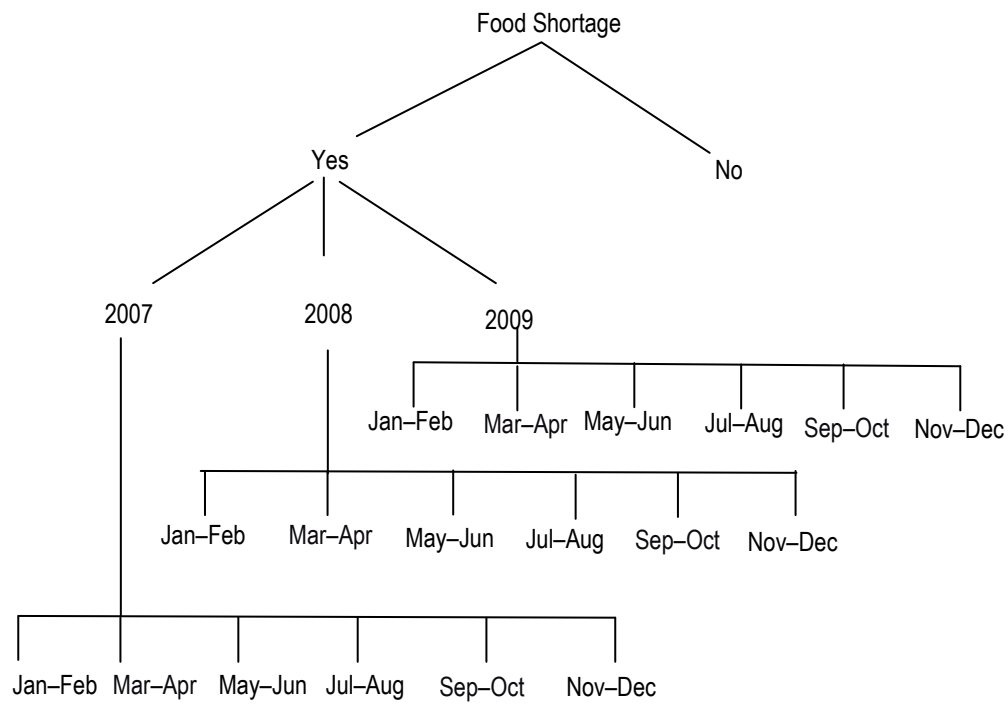 Food Shortage
Yes
No
2007 2008 2009
Jan–Feb Mar–Apr May–Jun Jul–Aug Sep–Oct Nov–Dec
Jan–Feb Mar–Apr May–Jun Jul–Aug Sep–Oct Nov–Dec
Jan–Feb Mar–Apr May–Jun Jul–Aug Sep–Oct Nov–Dec